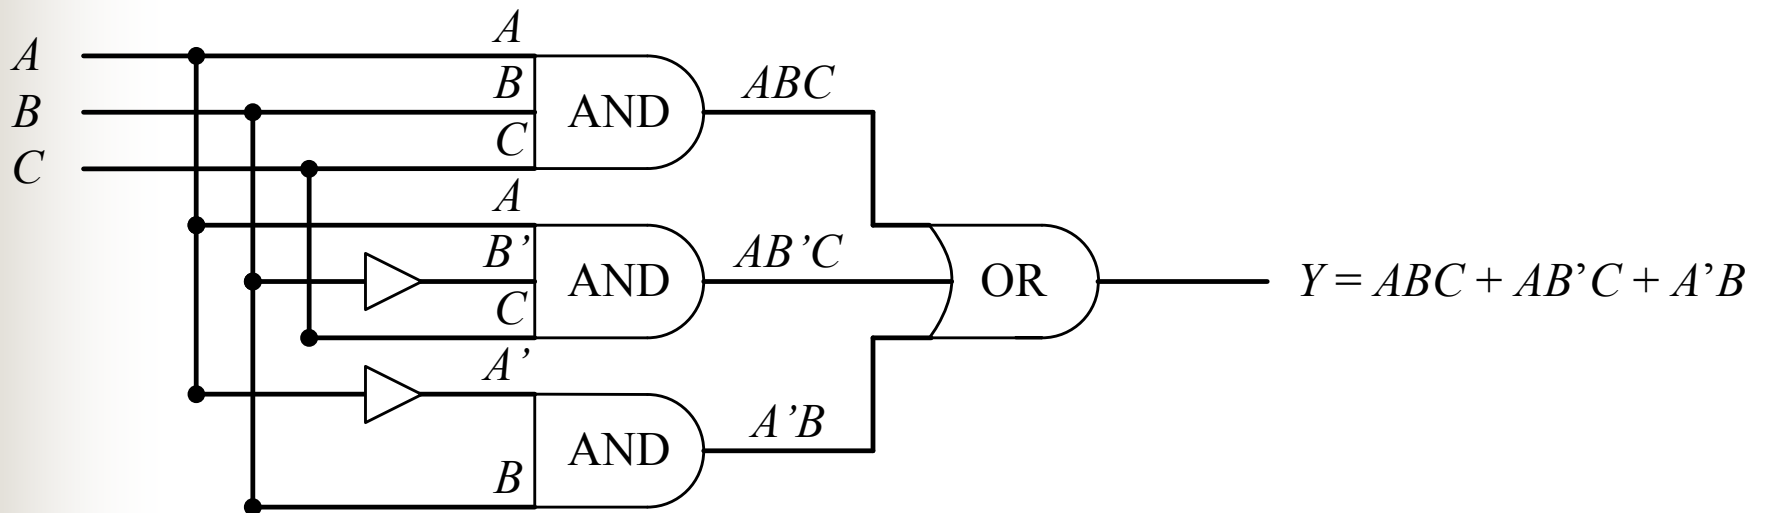 A
A
B
ABC
B
AND
C
C
A
B’
AB’C
AND
OR
Y = ABC + AB’C + A’B
C
A’
A’B
AND
B